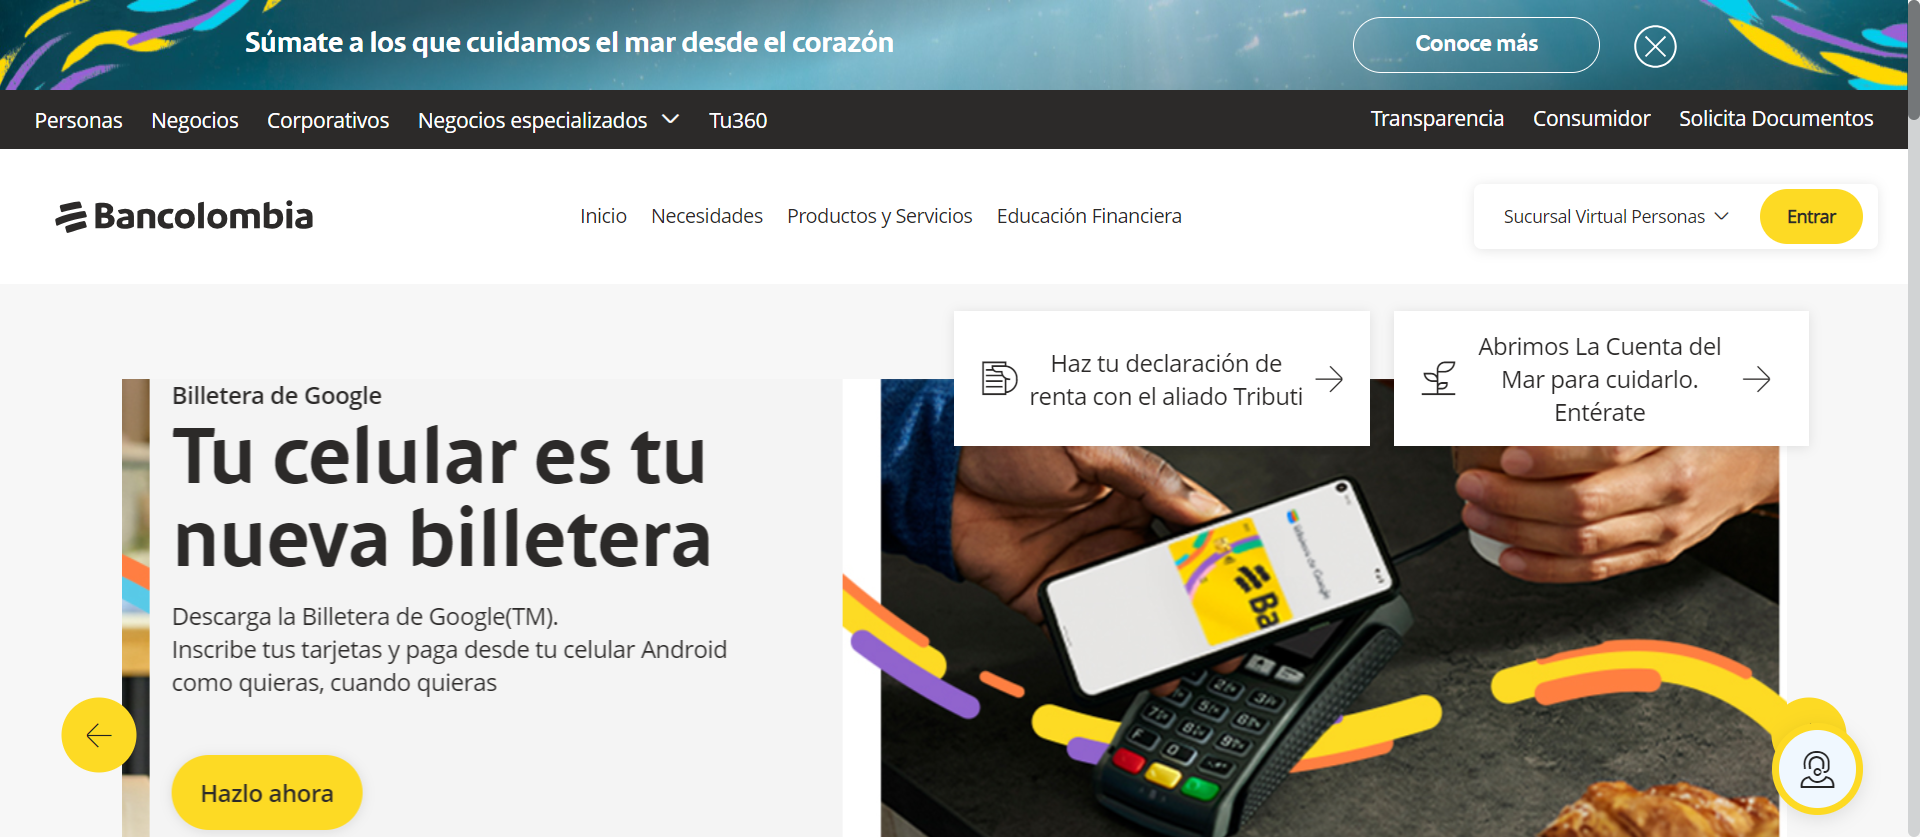 Súmate a los que cuidamos el mar desde el corazón
Conoce más
Personas Negocios Corporativos Negocios especializados Tu360
Transparencia Consumidor Solicita Documentos
Bancolombia
Inicio Necesidades Productos y Servicios Educación Financiera
Sucursal Virtual Personas
Entrar
Haz tu declaración de
renta con el aliado Tributi
Abrimos La Cuenta del
Mar para cuidarlo.
Entérate
Billetera de Google
Tu celular es tu
nueva billetera
Descarga la Billetera de Google(TM).
Inscribe tus tarjetas y paga desde tu celular Android
como quieras, cuando quieras
Hazlo ahora
Billetera de Google
Ba